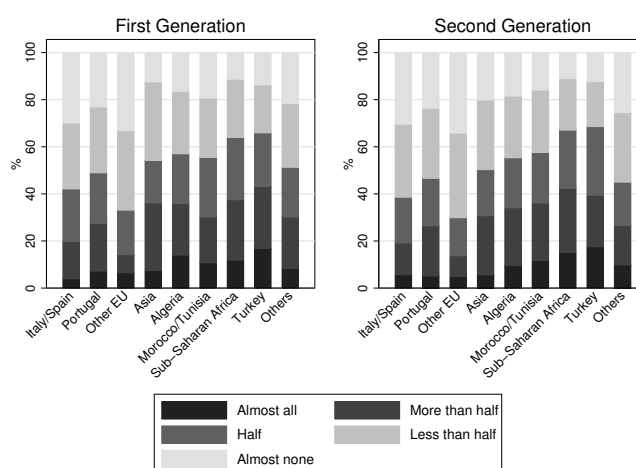 First Generation
Second Generation
100
80
60
40
20
0
%
Italy/Spain
Portugal
Other EU
Asia
Algeria
Morocco/Tunisia
Sub-Saharan Africa
Turkey
Others
100
80
60
40
20
0
%
Italy/Spain
Portugal
Other EU
Asia
Algeria
Morocco/Tunisia
Sub-Saharan Africa
Turkey
Others
Almost all
More than half
Half
Less than half
Almost none